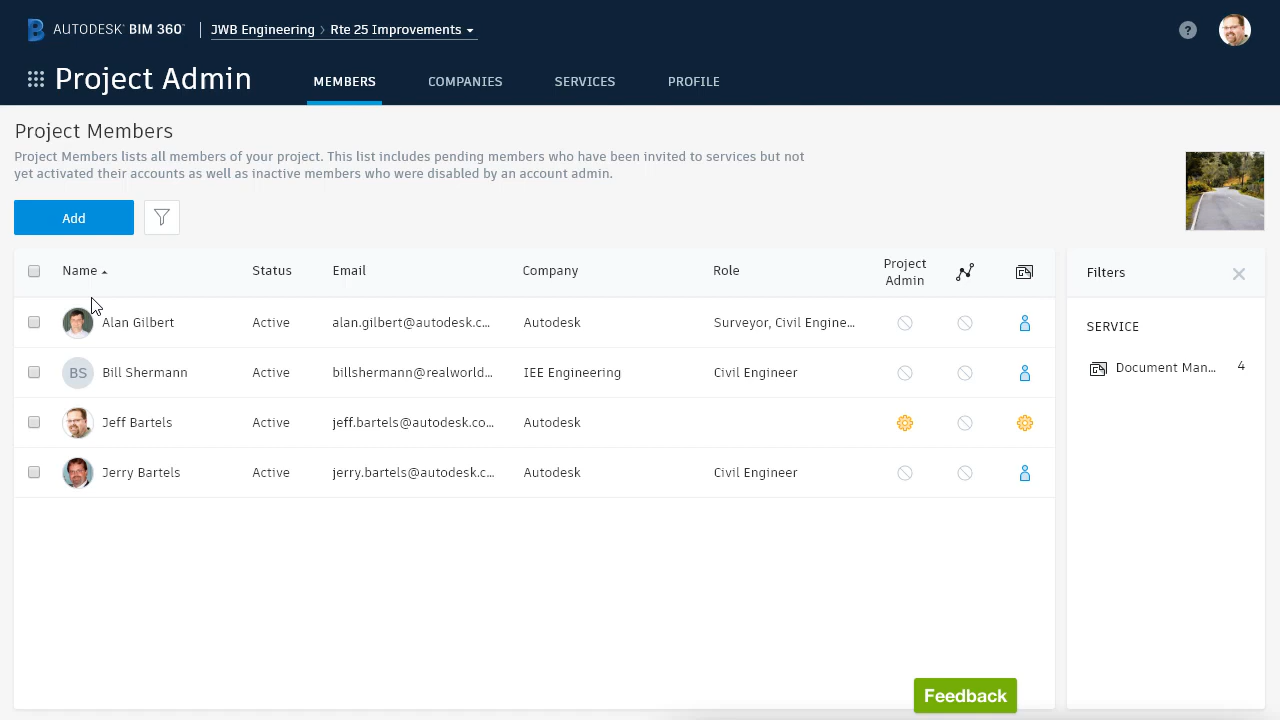 AUTODESK® BIM 360™ JWB Engineering > Rte 25 Improvements
?
Project Admin MEMBERS COMPANIES SERVICES PROFILE
Project Members
Project Members lists all members of your project. This list includes pending members who have been invited to services but not
yet activated their accounts as well as inactive members who were disabled by an account admin.
Add
Name Status Email Company Role Project Admin
Alan Gilbert Active alan.gilbert@autodesk.c... Autodesk Surveyor, Civil Engine...
BS Bill Shermann Active billshermann@realworld... IEE Engineering Civil Engineer
Jeff Bartels Active jeff.bartels@autodesk.co... Autodesk
Jerry Bartels Active jerry.bartels@autodesk.c... Autodesk Civil Engineer
Filters
SERVICE
Document Man... 4
Feedback